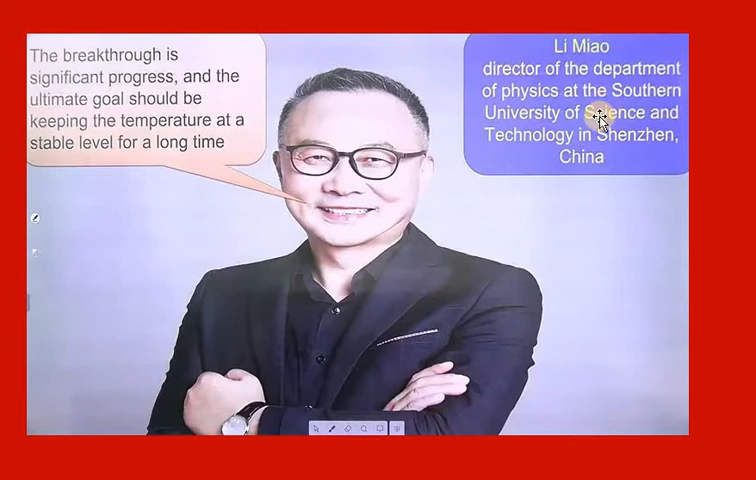 The breakthrough is
significant progress, and the
ultimate goal should be
keeping the temperature at a
stable level for a long time
Li Miao
director of the department
of physics at the Southern
University of Science and
Technology in Shenzhen,
China